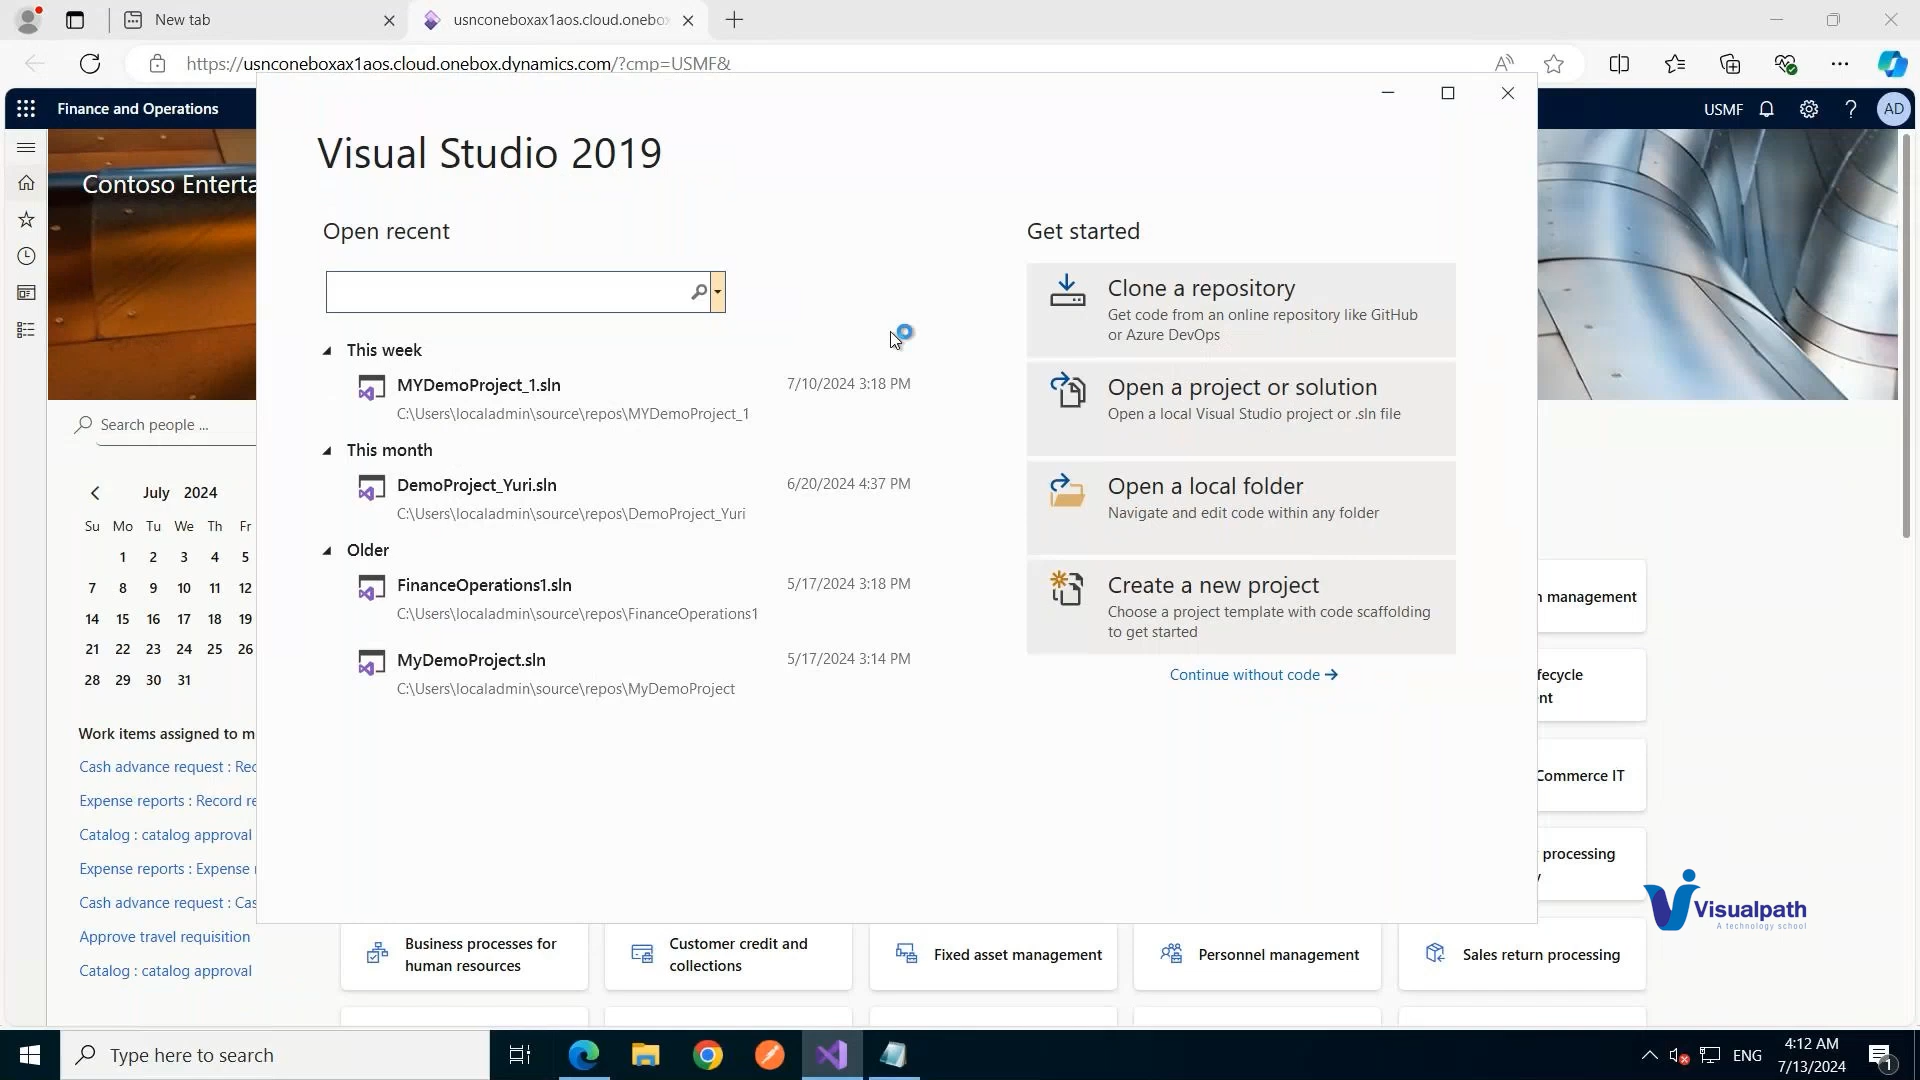 New tab
usnconeboxax1aos.cloud.onebox
https://usnconeboxax1aos.cloud.onebox.dynamics.com/?cmp=USMF&
Finance and Operations
USMF
AD
Contoso Enterta
Search people ...
July 2024
Su Mo Tu We Th Fr
1 2 3 4 5
7 8 9 10 11 12
14 15 16 17 18 19
21 22 23 24 25 26
28 29 30 31
Work items assigned to m
Cash advance request : Rec
Expense reports : Record re
Catalog : catalog approval
Expense reports : Expense r
Cash advance request : Cas
Approve travel requisition
Catalog : catalog approval
Visual Studio 2019
Open recent
This week
MYDemoProject_1.sln 7/10/2024 3:18 PM
C:\Users\localadmin\source\repos\MYDemoProject_1
This month
DemoProject_Yuri.sln 6/20/2024 4:37 PM
C:\Users\localadmin\source\repos\DemoProject_Yuri
Older
FinanceOperations1.sln 5/17/2024 3:18 PM
C:\Users\localadmin\source\repos\FinanceOperations1
MyDemoProject.sln 5/17/2024 3:14 PM
C:\Users\localadmin\source\repos\MyDemoProject
Get started
Clone a repository
Get code from an online repository like GitHub
or Azure DevOps
Open a project or solution
Open a local Visual Studio project or .sln file
Open a local folder
Navigate and edit code within any folder
Create a new project
Choose a project template with code scaffolding
to get started
Continue without code →
management
fecycle
nt
Commerce IT
processing
Business processes for
human resources
Customer credit and
collections
Fixed asset management
Personnel management
Sales return processing
Visualpath
A technology school
Type here to search
ENG
4:12 AM
7/13/2024
1